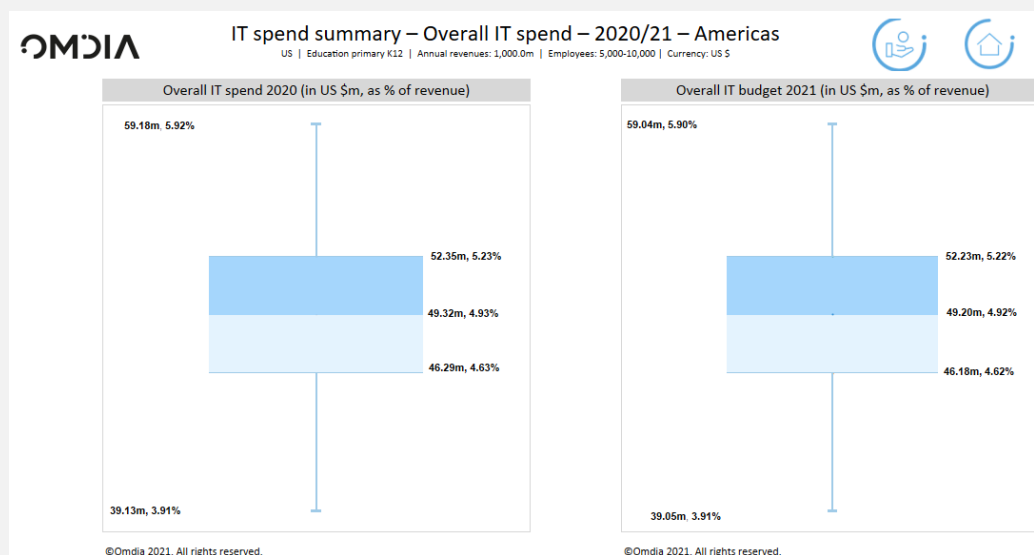 OMDIA
IT spend summary – Overall IT spend – 2020/21 – Americas
US | Education primary K12 | Annual revenues: 1,000.0m | Employees: 5,000-10,000 | Currency: US $
Overall IT spend 2020 (in US $m, as % of revenue)
59.18m, 5.92%
52.35m, 5.23%
49.32m, 4.93%
46.29m, 4.63%
39.13m, 3.91%
©Omdia 2021. All rights reserved.
Overall IT budget 2021 (in US $m, as % of revenue)
59.04m, 5.90%
52.23m, 5.22%
49.20m, 4.92%
46.18m, 4.62%
39.05m, 3.91%
©Omdia 2021. All rights reserved.